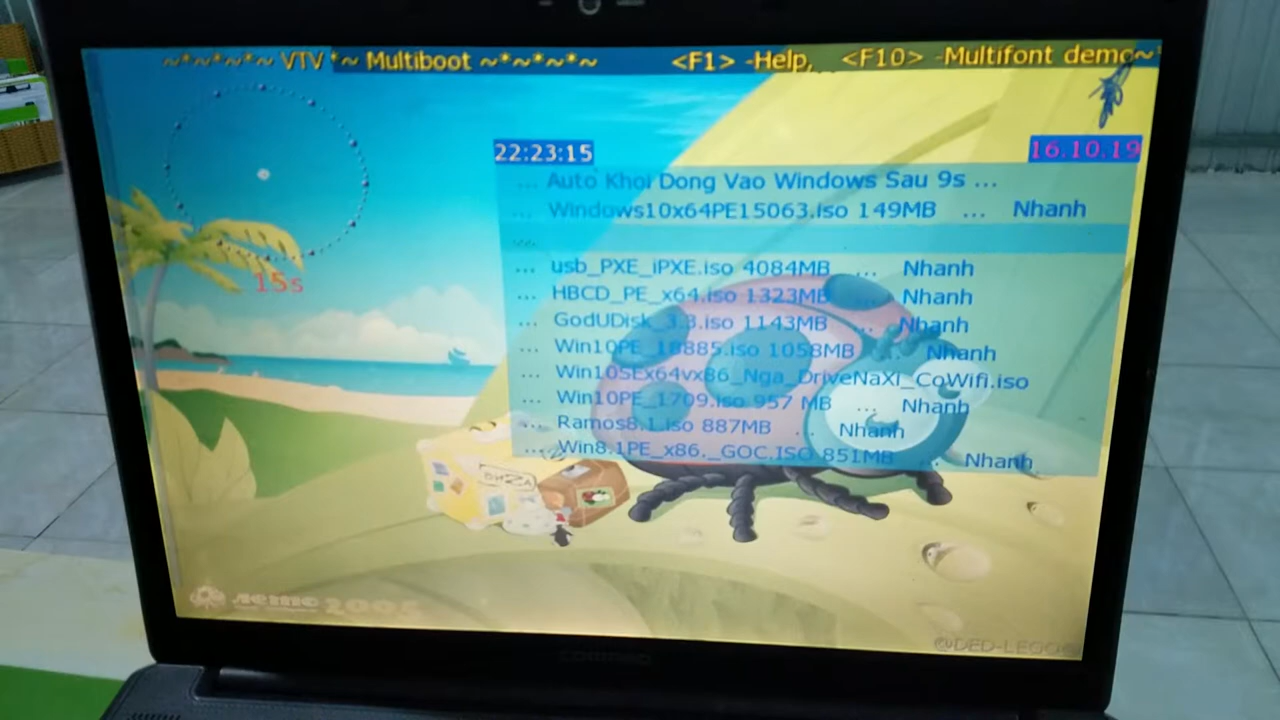 ~*~*~*~ VTV *~ Multiboot ~*~*~*~ <F1> -Help, <F10> -Multifont demo~*
22:23:15 16.10.19
... Auto Khoi Dong Vao Windows Sau 9s ...
... Windows10x64PE15063.iso 149MB ... Nhanh
...
15s
... usb_PXE_iPXE.iso 4084MB ... Nhanh
... HBCD_PE_x64.iso 1323MB ... Nhanh
... GodUDisk_3.3.iso 1143MB ... Nhanh
... Win10PE_18885.iso 1058MB ... Nhanh
... Win10SEx64vx86_Nga_DriveNaXi_CoWifi.iso
... Win10PE_1709.iso 957 MB ... Nhanh
... Ramos8.1.iso 887MB ... Nhanh
... Win8.1PE_x86._GOC.ISO 851MB ... Nhanh
ВИZA
лето 2005